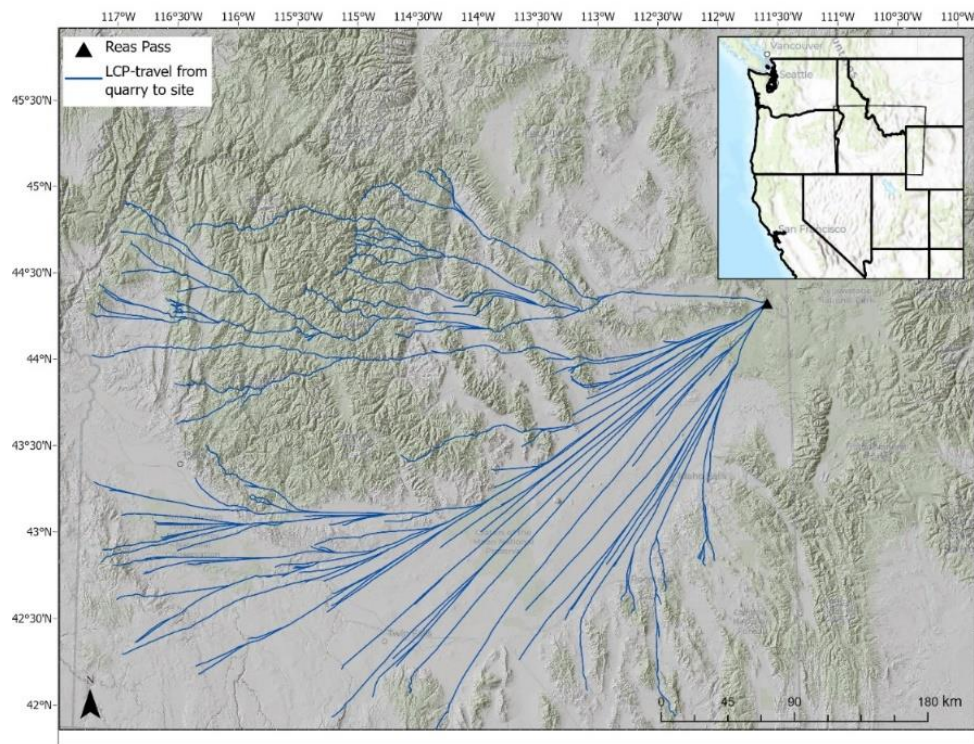 117°W 116°30'W 116°W 115°30'W 115°W 114°30'W 114°W 113°30'W 113°W 112°30'W 112°W 111°30'W 111°W 110°30'W 110°W
Reas Pass
LCP-travel from
quarry to site
Vancouver
Seattle
San Francisco
45°30'N
45°N
44°30'N
44°N
43°30'N
43°N
42°30'N
42°N
N
0 45 90 180 km